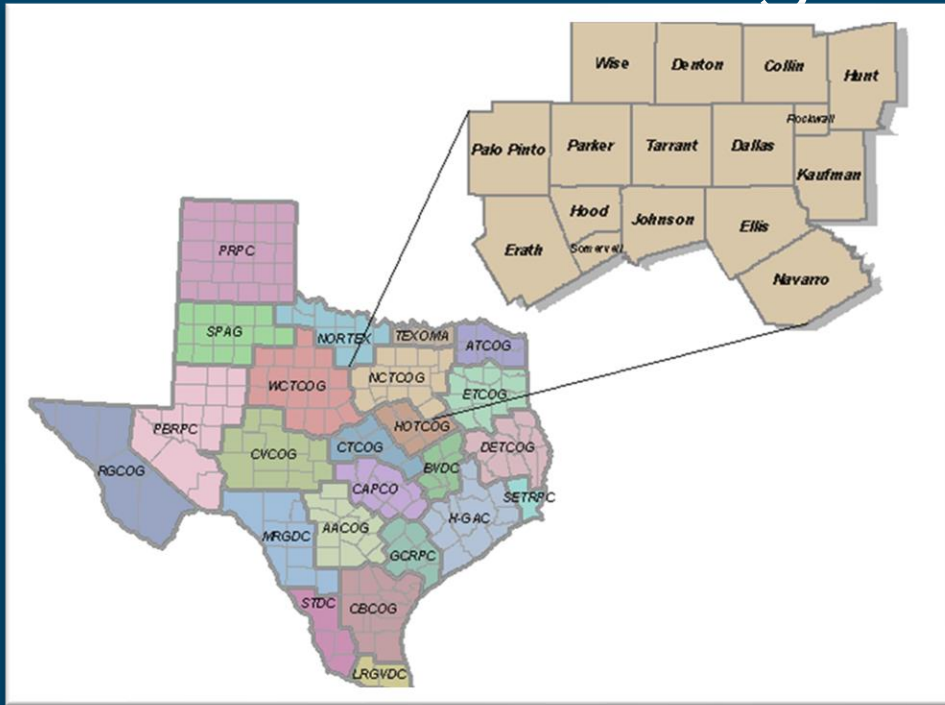 Wise
Denton
Collin
Hunt
Rockwall
Palo Pinto
Parker
Tarrant
Dallas
Kaufman
Hood
Johnson
Ellis
Erath
Somervell
Navarro
PRPC
SPAG
NORTEX
TEXOMA
ATCOG
WCTCOG
NCTCOG
ETCOG
PBRPC
HOTCOG
CVCOG
CTCOG
DETCOG
RGCOG
BVDC
CAPCO
SETRPC
H-GAC
AACOG
MRGDC
GCRPC
STDC
CBCOG
LRGVDC